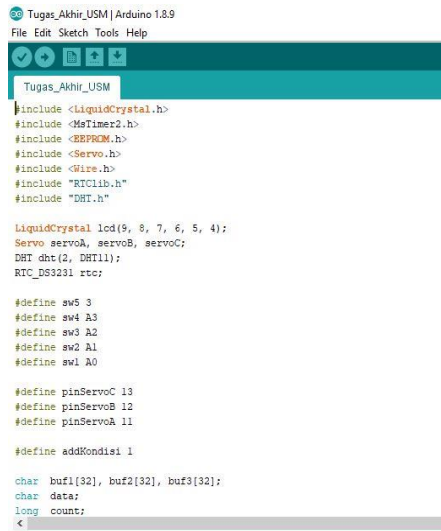 Tugas_Akhir_USM | Arduino 1.8.9
File Edit Sketch Tools Help
Tugas_Akhir_USM
#include <LiquidCrystal.h>
#include <MsTimer2.h>
#include <EEPROM.h>
#include <Servo.h>
#include <Wire.h>
#include "RTClib.h"
#include "DHT.h"
LiquidCrystal lcd(9, 8, 7, 6, 5, 4);
Servo servoA, servoB, servoC;
DHT dht(2, DHT11);
RTC_DS3231 rtc;
#define sw5 3
#define sw4 A3
#define sw3 A2
#define sw2 A1
#define sw1 A0
#define pinServoC 13
#define pinServoB 12
#define pinServoA 11
#define addKondisi 1
char buf1[32], buf2[32], buf3[32];
char data;
long count;